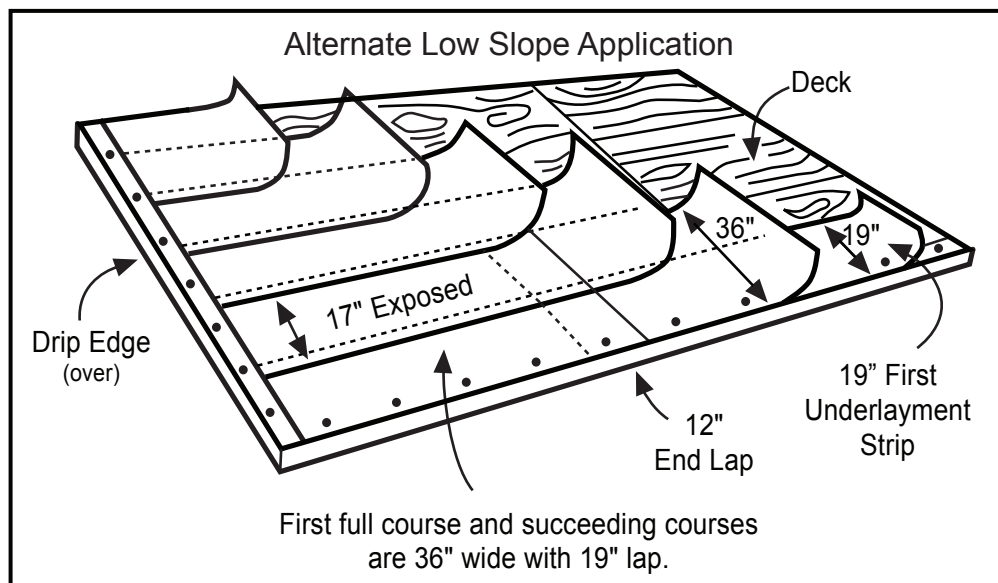 Alternate Low Slope Application
Deck
36"
19"
17" Exposed
Drip Edge
(over)
19” First
Underlayment
Strip
12"
End Lap
First full course and succeeding courses
are 36" wide with 19" lap.